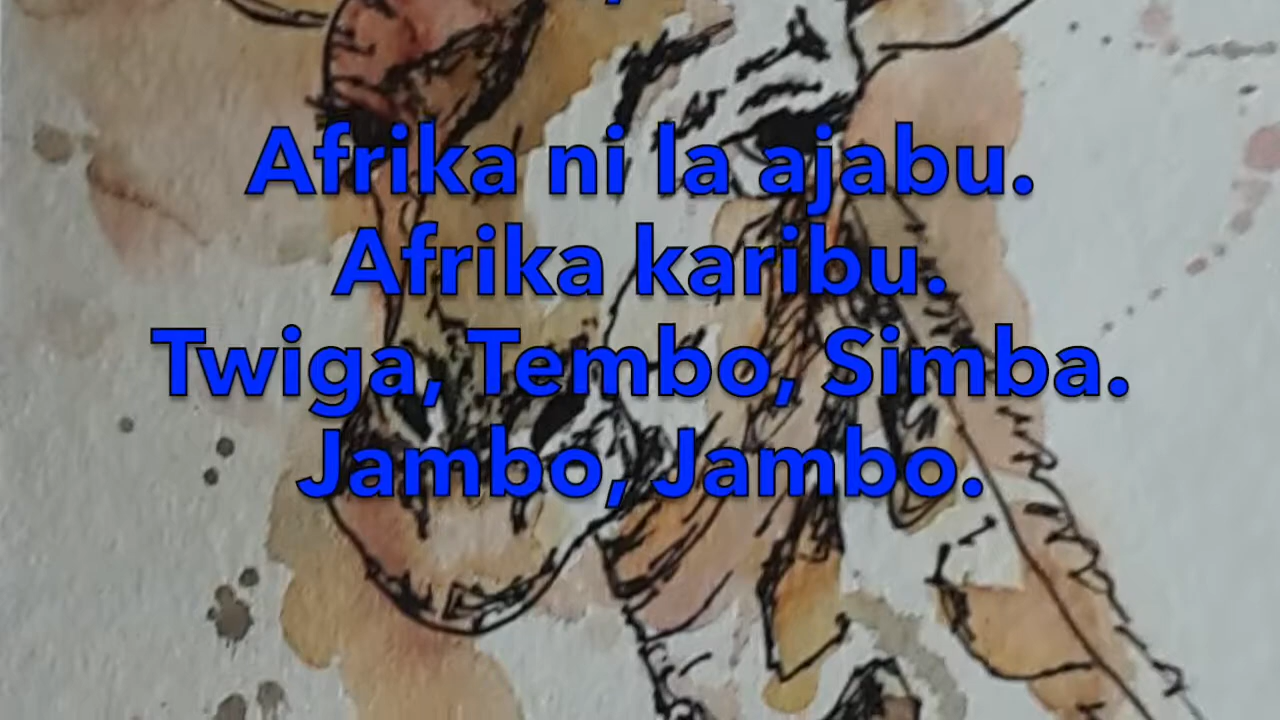 Afrika ni la ajabu.
Afrika karibu.
Twiga, Tembo, Simba.
Jambo, Jambo.